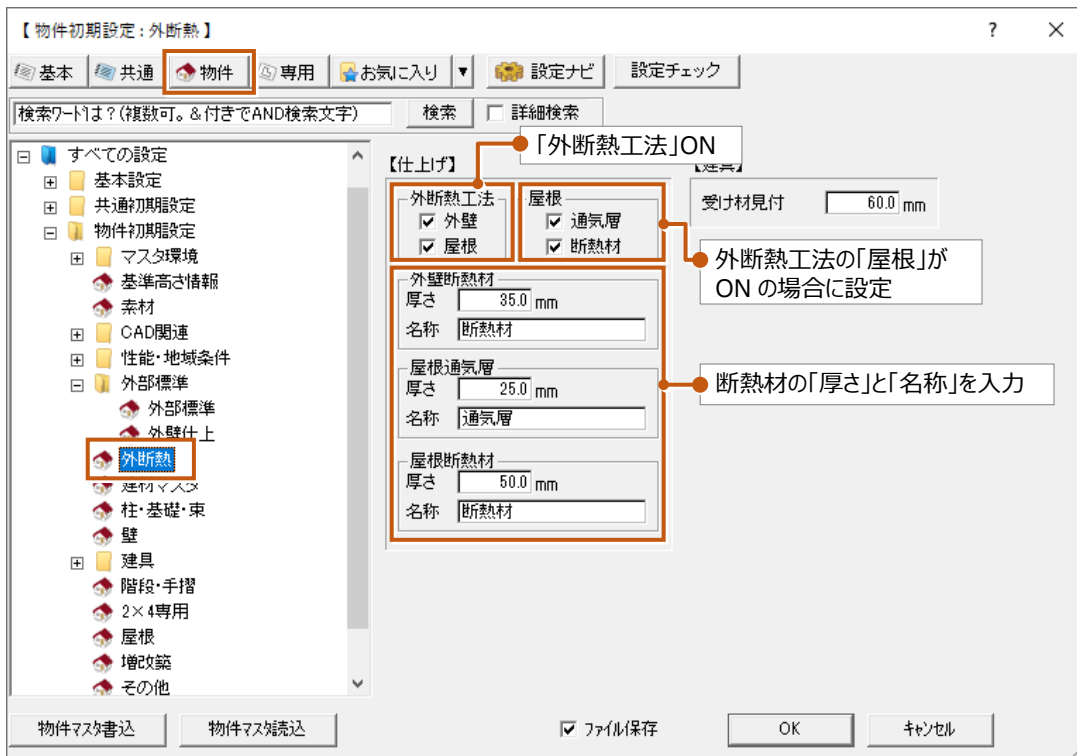 【 物件初期設定 : 外断熱 】
?
基本
共通
物件
専用
お気に入り
設定ナビ
設定チェック
検索ワードは？(複数可。&付きでAND検索文字)
検索
詳細検索
すべての設定
基本設定
共通初期設定
物件初期設定
マスタ環境
基準高さ情報
素材
CAD関連
性能・地域条件
外部標準
外部標準
外壁仕上
外断熱
建材マスタ
柱・基礎・束
壁
建具
階段・手摺
2×4専用
屋根
増改築
その他
「外断熱工法」ON
【仕上げ】
【建具】
外断熱工法
外壁
屋根
屋根
通気層
断熱材
受け材見付 60.0 mm
外断熱工法の「屋根」が
ON の場合に設定
外壁断熱材
厚さ 35.0 mm
名称 断熱材
屋根通気層
厚さ 25.0 mm
名称 通気層
断熱材の「厚さ」と「名称」を入力
屋根断熱材
厚さ 50.0 mm
名称 断熱材
物件マスタ書込
物件マスタ読込
ファイル保存
OK
キャンセル